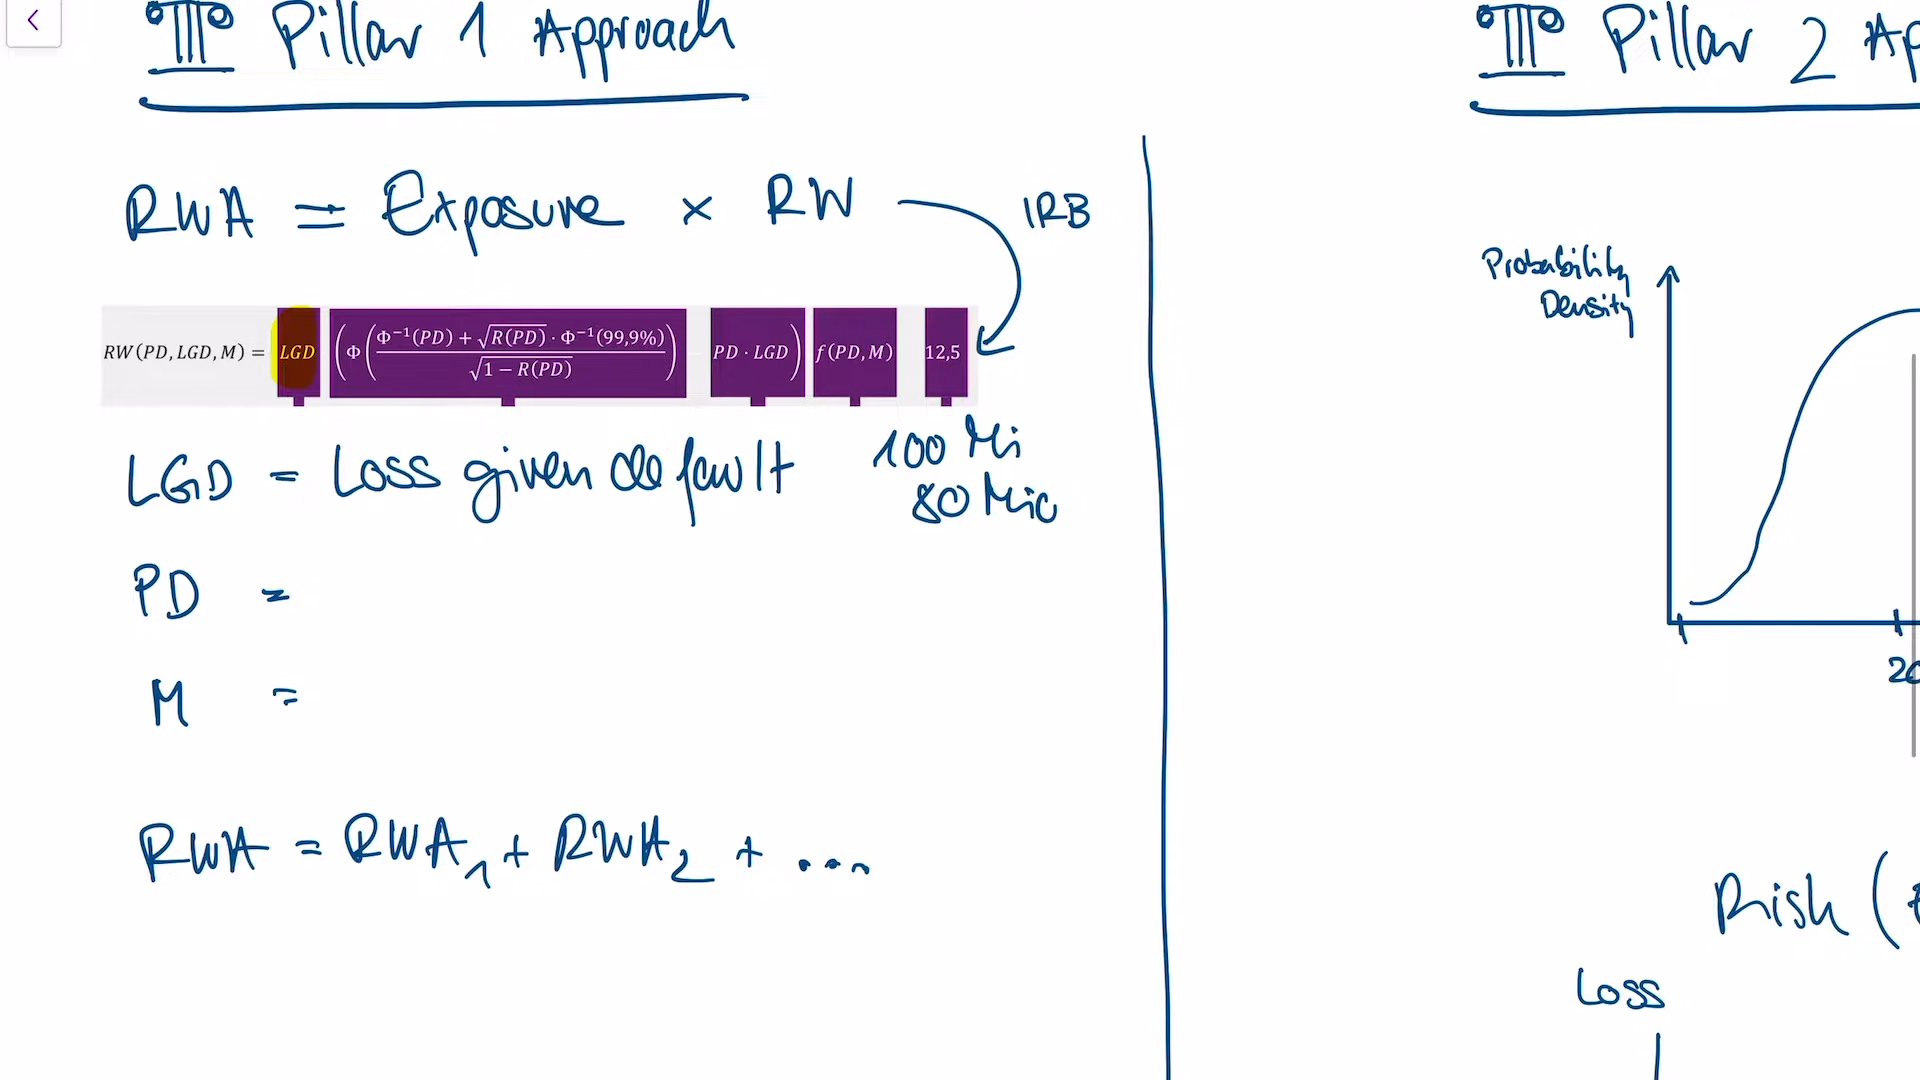 Pillar 1 Approach
RWA = Exposure × RW
IRB
RW(PD, LGD, M) = LGD (Φ(Φ⁻¹(PD) + √R(PD) · Φ⁻¹(99,9%) / √1 − R(PD)) PD · LGD) f(PD, M) 12,5
LGD = Loss given default
100 Mi
80 Mio
PD =
M =
RWA = RWA₁ + RWA₂ + ...
Pillar 2 Ap
Probability
Density
20
Risk (
Loss